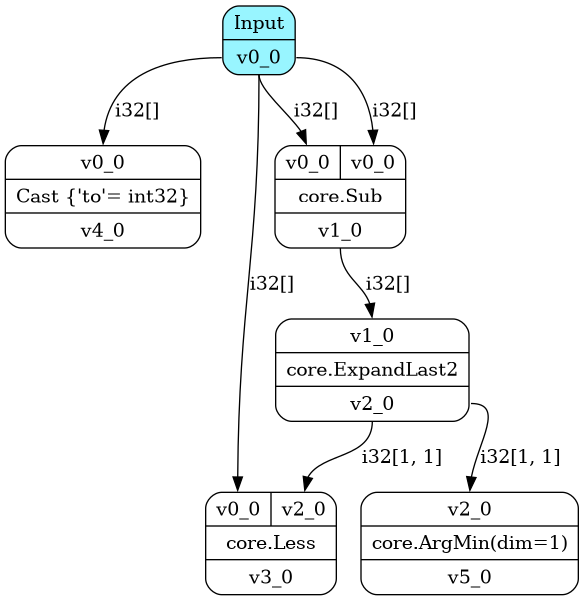 Input
v0_0
i32[]
i32[]
i32[]
v0_0
Cast {'to'= int32}
v4_0
v0_0 v0_0
core.Sub
v1_0
i32[]
i32[]
v1_0
core.ExpandLast2
v2_0
i32[1, 1]
i32[1, 1]
v0_0 v2_0
core.Less
v3_0
v2_0
core.ArgMin(dim=1)
v5_0